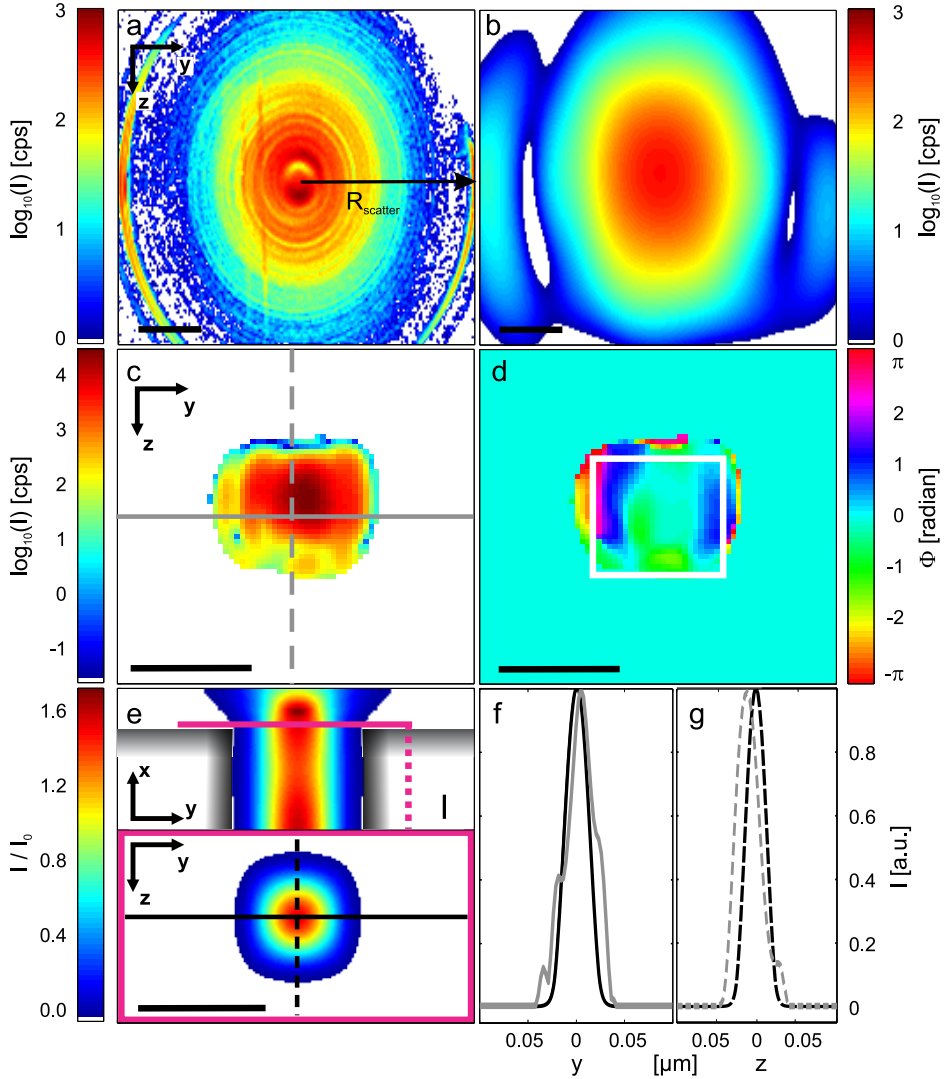 3
2
1
0
log₁₀(I) [cps]
a
y
z
R_scatter
b
3
2
1
0
log₁₀(I) [cps]
4
3
2
1
0
-1
log₁₀(I) [cps]
c
y
z
d
π
2
1
0
-1
-2
-π
Φ [radian]
1.6
1.2
0.8
0.4
0.0
I / I₀
e
x
y
I
y
z
f
g
0.8
0.6
0.4
0.2
0
I [a.u.]
0.05 0 0.05
0.05 0 0.05
y [µm] z